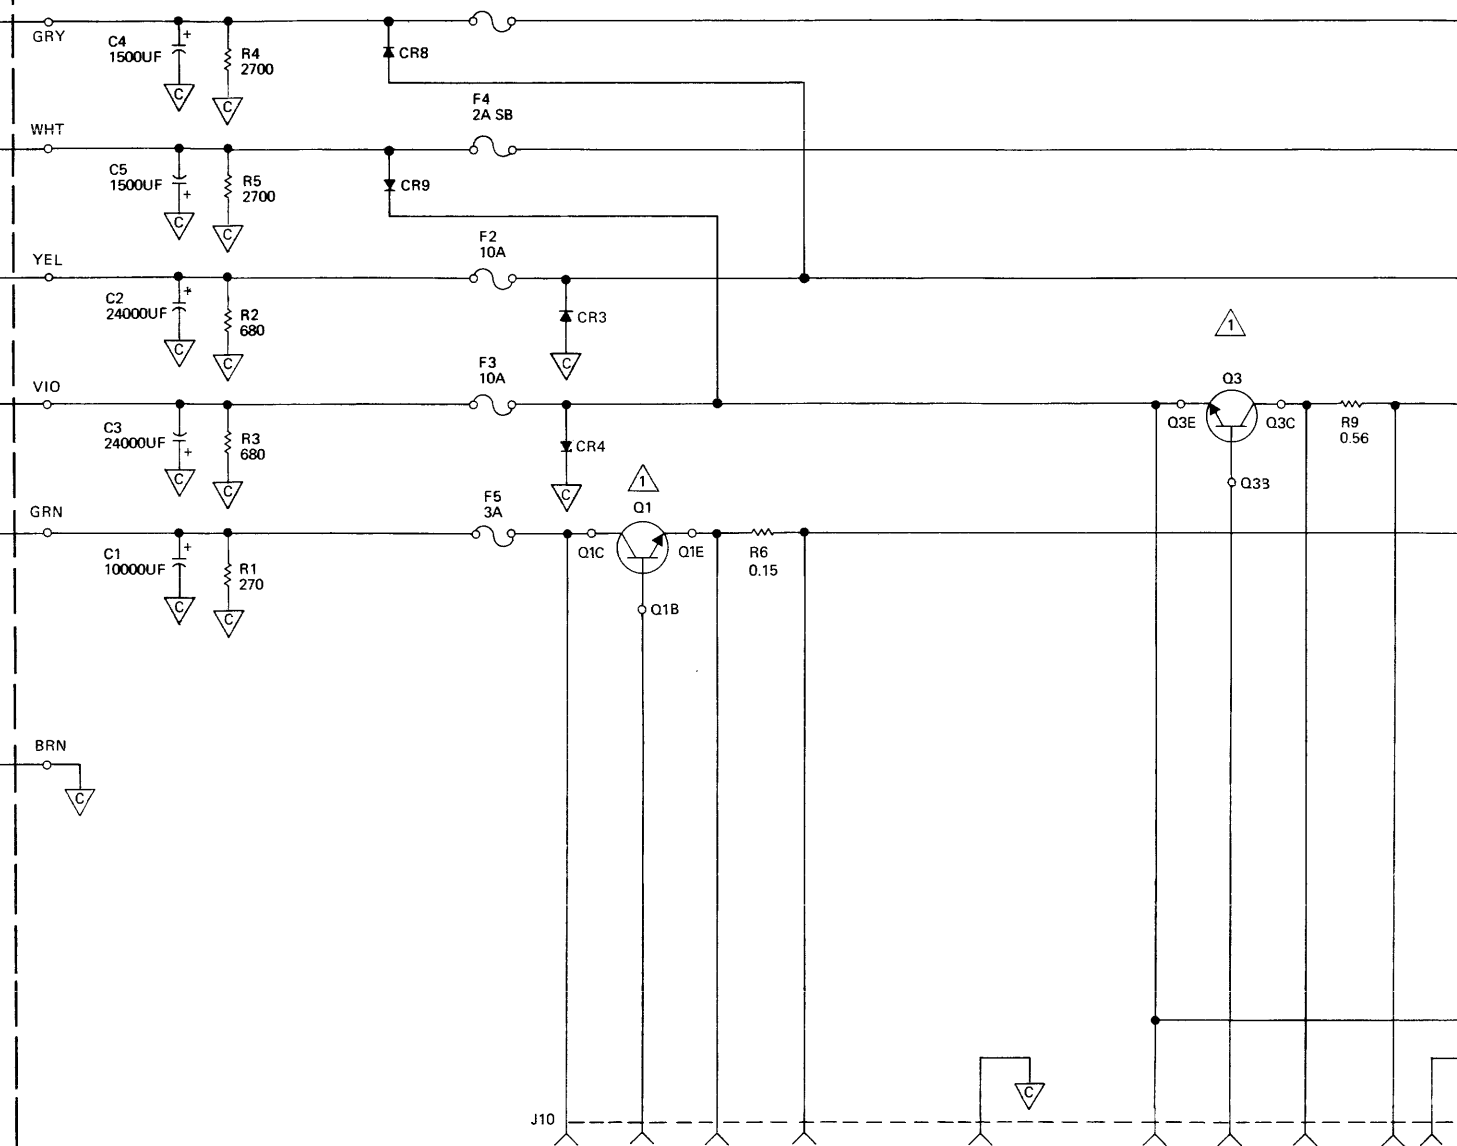 GRY
C4
1500UF
+
R4
2700
CR8
C
C
F4
2A SB
WHT
C5
1500UF
+
R5
2700
CR9
C
C
F2
10A
YEL
C2
24000UF
+
R2
680
CR3
C
C
C
1
F3
10A
VIO
C3
24000UF
+
R3
680
CR4
C
C
C
Q3
Q3E
Q3C
R9
0.56
Q3B
1
Q1
F5
3A
GRN
C1
10000UF
+
R1
270
Q1C
Q1E
R6
0.15
C
C
Q1B
BRN
C
C
J10